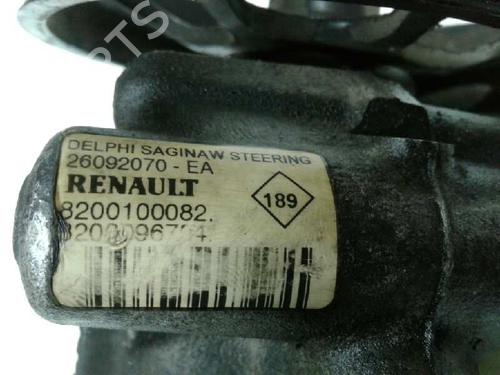 DELPHI SAGINAW STEERING
26092070 - EA
RENAULT
189
8200100082.